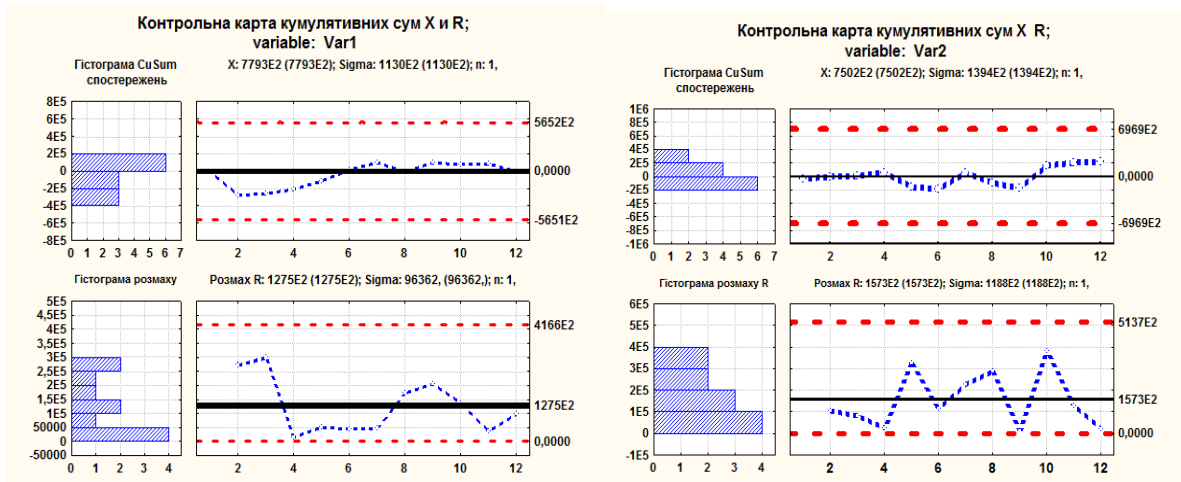 Контрольна карта кумулятивних сум X и R;
variable: Var1
Гістограма CuSum
спостережень
X: 7793E2 (7793E2); Sigma: 1130E2 (1130E2); n: 1,
8E5
6E5
4E5
2E5
0
-2E5
-4E5
-6E5
-8E5
0 1 2 3 4 5 6 7
5652E2
0,0000
-5651E2
2 4 6 8 10 12
Гістограма розмаху
Розмах R: 1275E2 (1275E2); Sigma: 96362, (96362,); n: 1,
5E5
4,5E5
4E5
3,5E5
3E5
2,5E5
2E5
1,5E5
1E5
50000
0
-50000
0 1 2 3 4
4166E2
1275E2
0,0000
2 4 6 8 10 12
Контрольна карта кумулятивних сум X R;
variable: Var2
Гістограма CuSum
спостережень
X: 7502E2 (7502E2); Sigma: 1394E2 (1394E2); n: 1,
1E6
8E5
6E5
4E5
2E5
0
-2E5
-4E5
-6E5
-8E5
-1E6
0 1 2 3 4 5 6 7
6969E2
0,0000
-6969E2
2 4 6 8 10 12
Гістограма розмаху R
Розмах R: 1573E2 (1573E2); Sigma: 1188E2 (1188E2); n: 1,
6E5
5E5
4E5
3E5
2E5
1E5
0
-1E5
0 1 2 3 4
5137E2
1573E2
0,0000
2 4 6 8 10 12